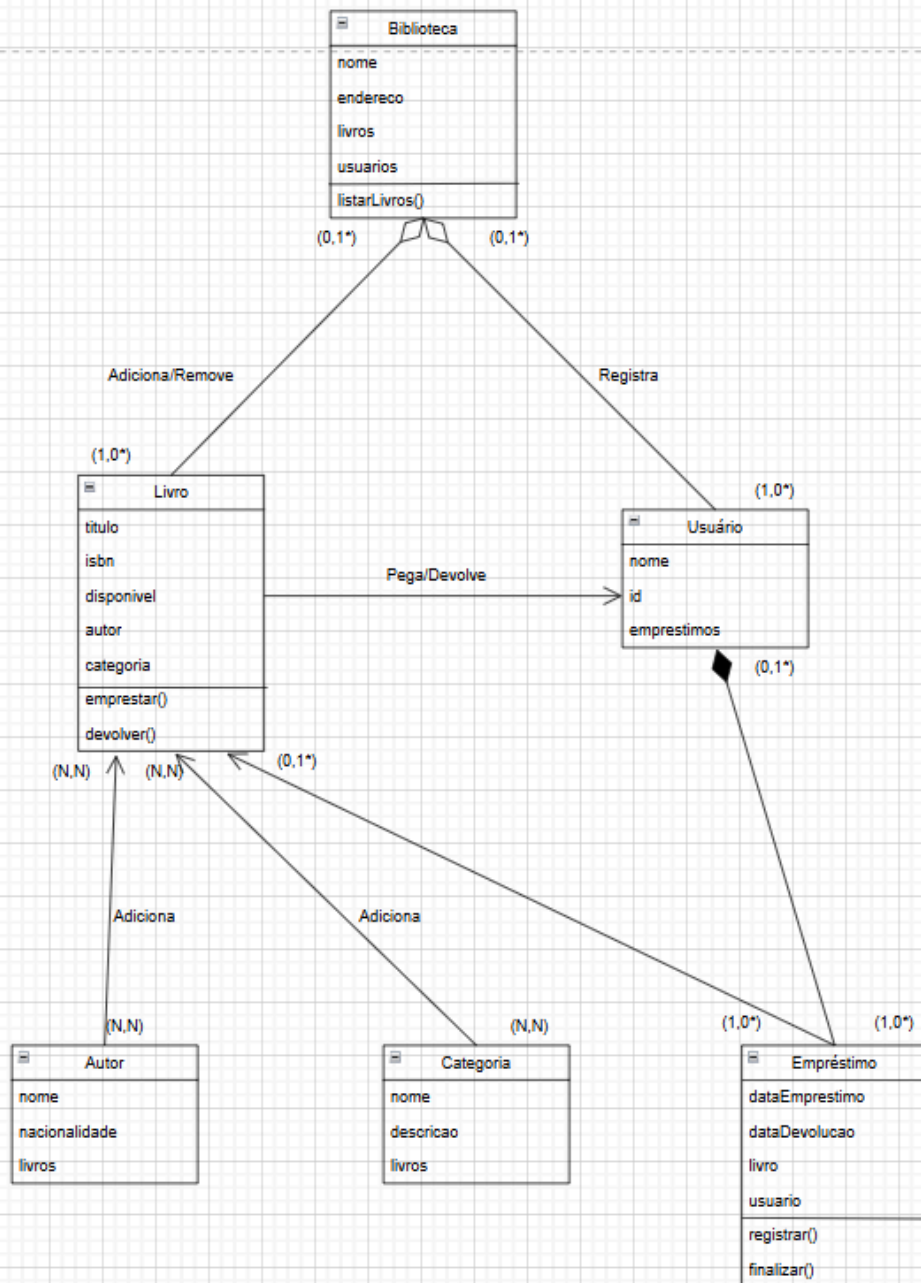 Biblioteca
nome
endereco
livros
usuarios
listarLivros()
(0,1*)
(0,1*)
Adiciona/Remove
Registra
(1,0*)
(1,0*)
Livro
titulo
isbn
disponivel
autor
categoria
emprestar()
devolver()
Pega/Devolve
Usuário
nome
id
emprestimos
(0,1*)
(N,N)
(N,N)
(0,1*)
Adiciona
Adiciona
(N,N)
(N,N)
(1,0*)
(1,0*)
Autor
nome
nacionalidade
livros
Categoria
nome
descricao
livros
Empréstimo
dataEmprestimo
dataDevolucao
livro
usuario
registrar()
finalizar()